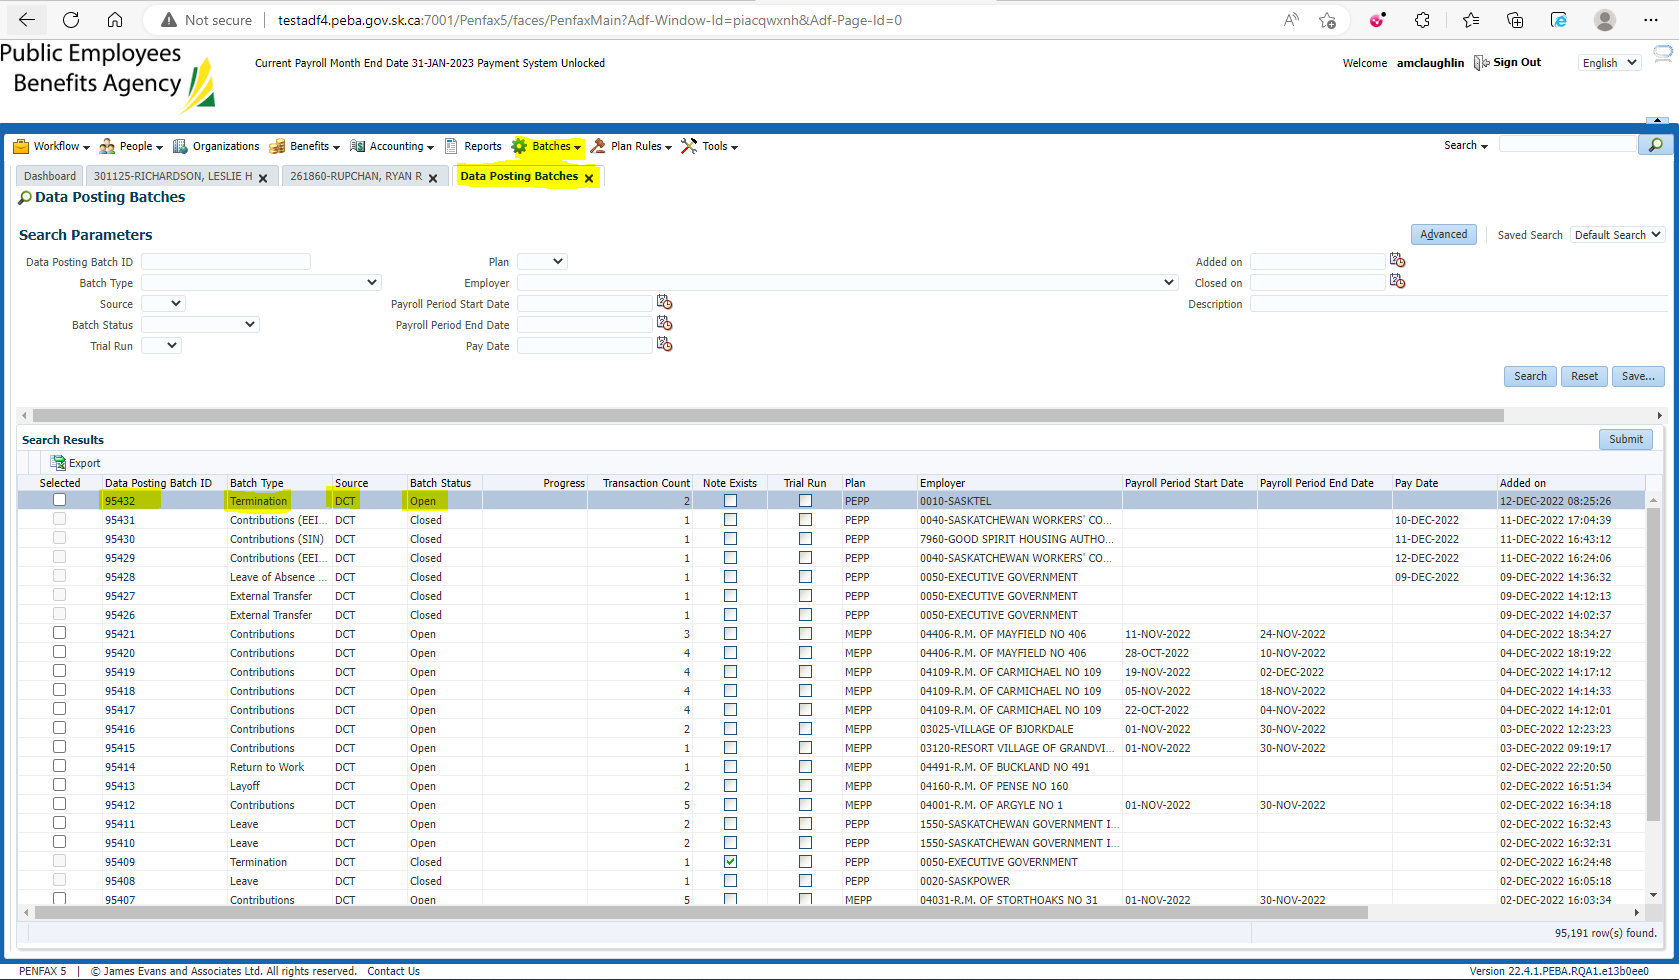 Not secure | testadf4.peba.gov.sk.ca:7001/Penfax5/faces/PenfaxMain?Adf-Window-Id=piacqwxnh&Adf-Page-Id=0
Public Employees
Benefits Agency
Current Payroll Month End Date 31-JAN-2023 Payment System Unlocked
Welcome amclaughlin Sign Out English
Workflow People Organizations Benefits Accounting Reports Batches Plan Rules Tools Search
Dashboard 301125-RICHARDSON, LESLIE H 261860-RUPCHAN, RYAN R Data Posting Batches
Data Posting Batches
Search Parameters Advanced Saved Search Default Search
Data Posting Batch ID Plan Added on
Batch Type Employer Closed on
Source Payroll Period Start Date Description
Batch Status Payroll Period End Date
Trial Run Pay Date
Search Reset Save...
Search Results Submit
Export
Selected Data Posting Batch ID Batch Type Source Batch Status Progress Transaction Count Note Exists Trial Run Plan Employer Payroll Period Start Date Payroll Period End Date Pay Date Added on
95432 Termination DCT Open 2 PEPP 0010-SASKTEL 12-DEC-2022 08:25:26
95431 Contributions (EEI... DCT Closed 1 PEPP 0040-SASKATCHEWAN WORKERS' CO... 10-DEC-2022 11-DEC-2022 17:04:39
95430 Contributions (SIN) DCT Closed 1 PEPP 7960-GOOD SPIRIT HOUSING AUTHO... 11-DEC-2022 11-DEC-2022 16:43:12
95429 Contributions (EEI... DCT Closed 1 PEPP 0040-SASKATCHEWAN WORKERS' CO... 12-DEC-2022 11-DEC-2022 16:24:06
95428 Leave of Absence ... DCT Closed 1 PEPP 0050-EXECUTIVE GOVERNMENT 09-DEC-2022 09-DEC-2022 14:36:32
95427 External Transfer DCT Closed 1 PEPP 0050-EXECUTIVE GOVERNMENT 09-DEC-2022 14:12:13
95426 External Transfer DCT Closed 1 PEPP 0050-EXECUTIVE GOVERNMENT 09-DEC-2022 14:02:37
95421 Contributions DCT Open 3 MEPP 04406-R.M. OF MAYFIELD NO 406 11-NOV-2022 24-NOV-2022 04-DEC-2022 18:34:27
95420 Contributions DCT Open 4 MEPP 04406-R.M. OF MAYFIELD NO 406 28-OCT-2022 10-NOV-2022 04-DEC-2022 18:19:22
95419 Contributions DCT Open 4 MEPP 04109-R.M. OF CARMICHAEL NO 109 19-NOV-2022 02-DEC-2022 04-DEC-2022 14:17:12
95418 Contributions DCT Open 4 MEPP 04109-R.M. OF CARMICHAEL NO 109 05-NOV-2022 18-NOV-2022 04-DEC-2022 14:14:33
95417 Contributions DCT Open 4 MEPP 04109-R.M. OF CARMICHAEL NO 109 22-OCT-2022 04-NOV-2022 04-DEC-2022 14:12:01
95416 Contributions DCT Open 2 MEPP 03025-VILLAGE OF BJORKDALE 01-NOV-2022 30-NOV-2022 03-DEC-2022 12:23:23
95415 Contributions DCT Open 1 MEPP 03120-RESORT VILLAGE OF GRANDVI... 01-NOV-2022 30-NOV-2022 03-DEC-2022 09:19:17
95414 Return to Work DCT Open 1 MEPP 04491-R.M. OF BUCKLAND NO 491 02-DEC-2022 22:20:50
95413 Layoff DCT Open 2 MEPP 04160-R.M. OF PENSE NO 160 02-DEC-2022 16:51:34
95412 Contributions DCT Open 5 MEPP 04001-R.M. OF ARGYLE NO 1 01-NOV-2022 30-NOV-2022 02-DEC-2022 16:34:18
95411 Leave DCT Open 2 PEPP 1550-SASKATCHEWAN GOVERNMENT I... 02-DEC-2022 16:32:43
95410 Leave DCT Open 2 PEPP 1550-SASKATCHEWAN GOVERNMENT I... 02-DEC-2022 16:32:31
95409 Termination DCT Closed 1 PEPP 0050-EXECUTIVE GOVERNMENT 02-DEC-2022 16:24:48
95408 Leave DCT Closed 1 PEPP 0020-SASKPOWER 02-DEC-2022 16:05:18
95407 Contributions DCT Open 5 MEPP 04031-R.M. OF STORTHOAKS NO 31 01-NOV-2022 30-NOV-2022 02-DEC-2022 16:03:34
95,191 row(s) found.
PENFAX 5 | © James Evans and Associates Ltd. All rights reserved. Contact Us Version 22.4.1.PEBA.RQA1.e13b0ee0